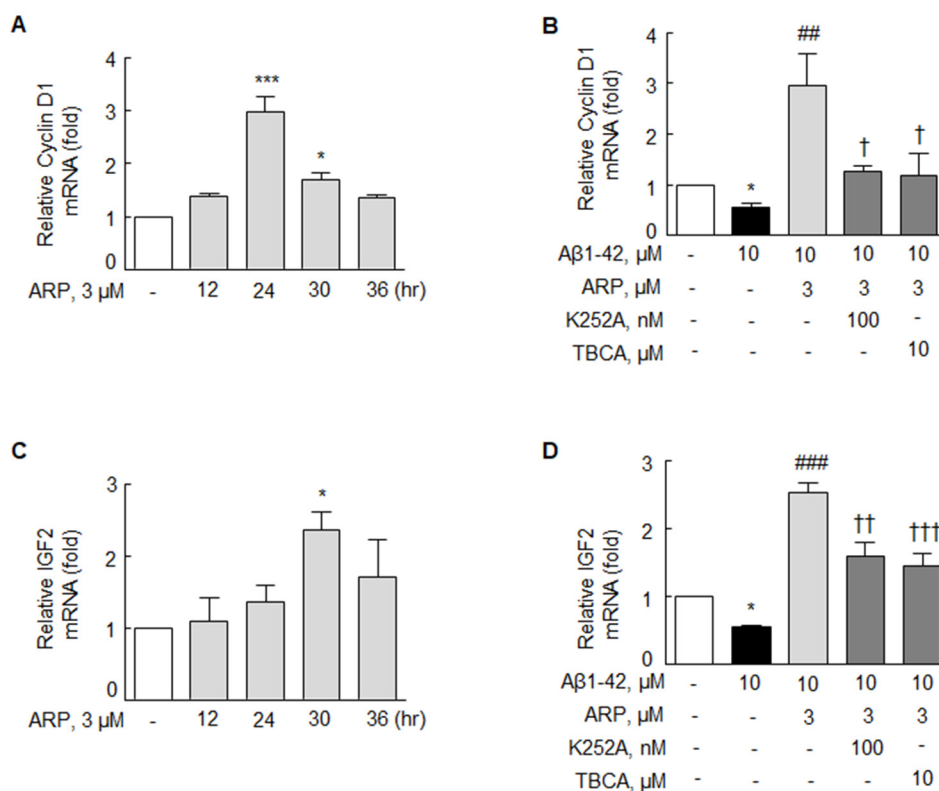 A
Relative Cyclin D1
mRNA (fold)
4
3
2
1
0
***
*
ARP, 3 μM - 12 24 30 36 (hr)
B
Relative Cyclin D1
mRNA (fold)
4
3
2
1
0
*
##
†
†
Aβ1-42, μM - 10 10 10 10
ARP, μM - - 3 3 3
K252A, nM - - - 100 -
TBCA, μM - - - - 10
C
Relative IGF2
mRNA (fold)
3
2
1
0
*
ARP, 3 μM - 12 24 30 36 (hr)
D
Relative IGF2
mRNA (fold)
3
2
1
0
*
###
††
†††
Aβ1-42, μM - 10 10 10 10
ARP, μM - - 3 3 3
K252A, nM - - - 100 -
TBCA, μM - - - - 10